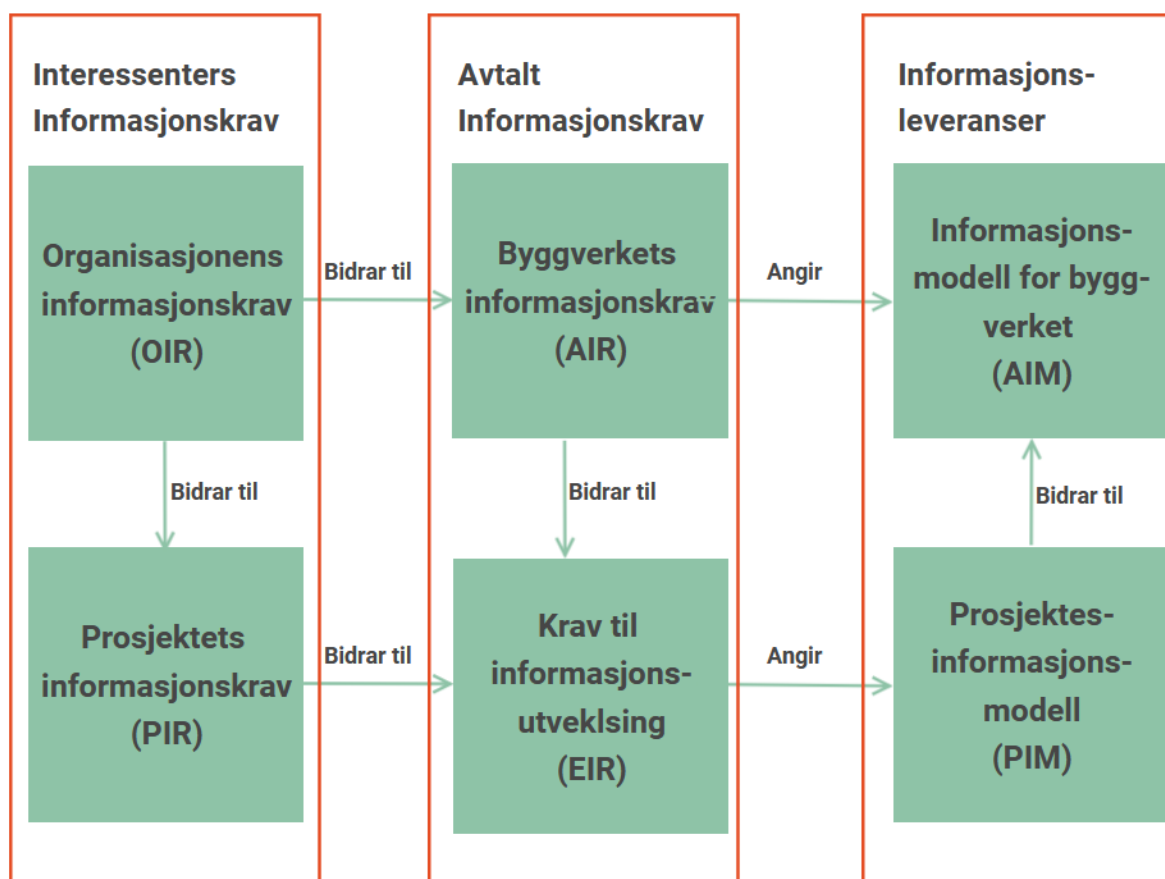 Interessenters
Informasjonskrav
Avtalt
Informasjonskrav
Informasjons-
leveranser
Organisasjonens
informasjonskrav
(OIR)
Bidrar til
Byggverkets
informasjonskrav
(AIR)
Angir
Informasjons-
modell for bygg-
verket
(AIM)
Bidrar til
Bidrar til
Bidrar til
Prosjektets
informasjonskrav
(PIR)
Bidrar til
Krav til
informasjons-
utveklsing
(EIR)
Angir
Prosjektes-
informasjons-
modell
(PIM)